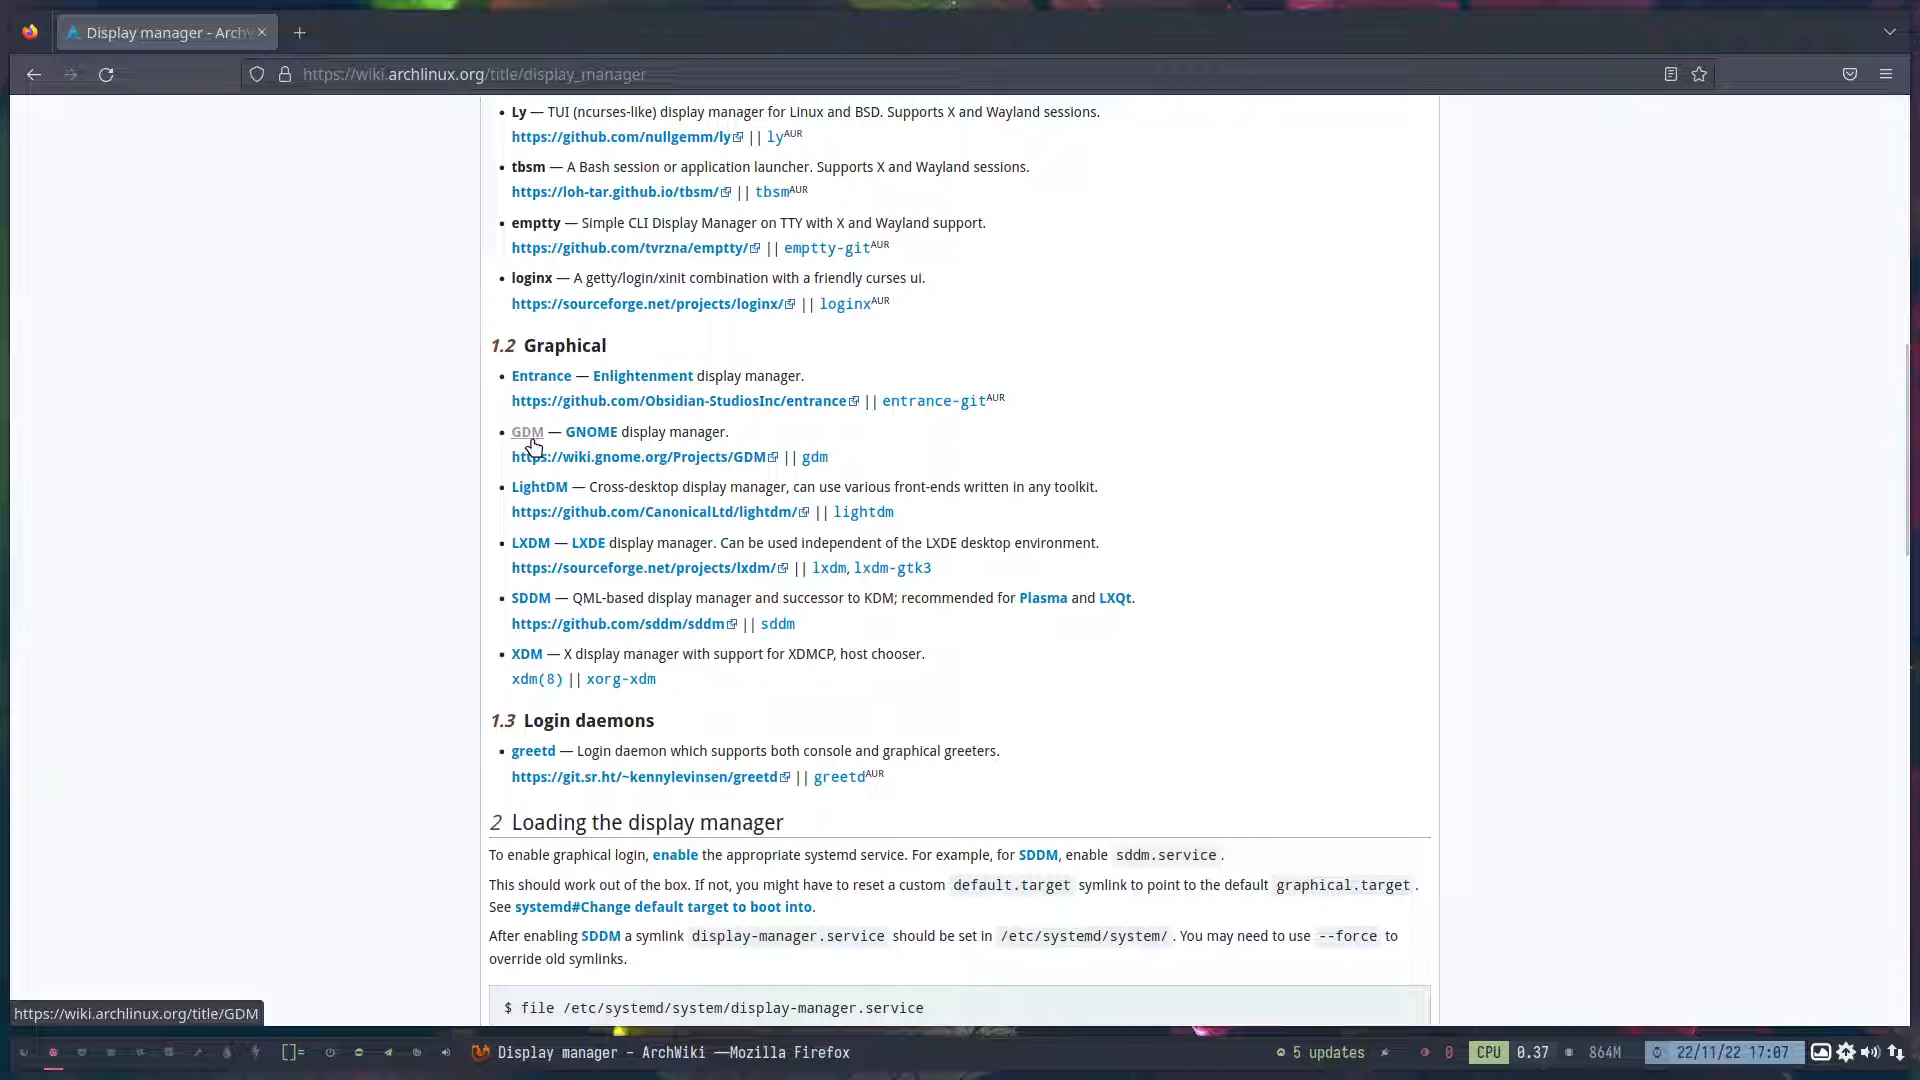 Display manager - ArchW
https://wiki.archlinux.org/title/display_manager
• Ly — TUI (ncurses-like) display manager for Linux and BSD. Supports X and Wayland sessions.
https://github.com/nullgemm/ly || lyAUR
• tbsm — A Bash session or application launcher. Supports X and Wayland sessions.
https://loh-tar.github.io/tbsm/ || tbsmAUR
• emptty — Simple CLI Display Manager on TTY with X and Wayland support.
https://github.com/tvrzna/emptty/ || emptty-gitAUR
• loginx — A getty/login/xinit combination with a friendly curses ui.
https://sourceforge.net/projects/loginx/ || loginxAUR
1.2 Graphical
• Entrance — Enlightenment display manager.
https://github.com/Obsidian-StudiosInc/entrance || entrance-gitAUR
• GDM — GNOME display manager.
https://wiki.gnome.org/Projects/GDM || gdm
• LightDM — Cross-desktop display manager, can use various front-ends written in any toolkit.
https://github.com/CanonicalLtd/lightdm/ || lightdm
• LXDM — LXDE display manager. Can be used independent of the LXDE desktop environment.
https://sourceforge.net/projects/lxdm/ || lxdm, lxdm-gtk3
• SDDM — QML-based display manager and successor to KDM; recommended for Plasma and LXQt.
https://github.com/sddm/sddm || sddm
• XDM — X display manager with support for XDMCP, host chooser.
xdm(8) || xorg-xdm
1.3 Login daemons
• greetd — Login daemon which supports both console and graphical greeters.
https://git.sr.ht/~kennylevinsen/greetd || greetdAUR
2 Loading the display manager
To enable graphical login, enable the appropriate systemd service. For example, for SDDM, enable sddm.service.
This should work out of the box. If not, you might have to reset a custom default.target symlink to point to the default graphical.target.
See systemd#Change default target to boot into.
After enabling SDDM a symlink display-manager.service should be set in /etc/systemd/system/. You may need to use --force to
override old symlinks.
$ file /etc/systemd/system/display-manager.service
https://wiki.archlinux.org/title/GDM
[]= Display manager — ArchWiki —Mozilla Firefox 5 updates 0 CPU 0.37 864M 22/11/22 17:07